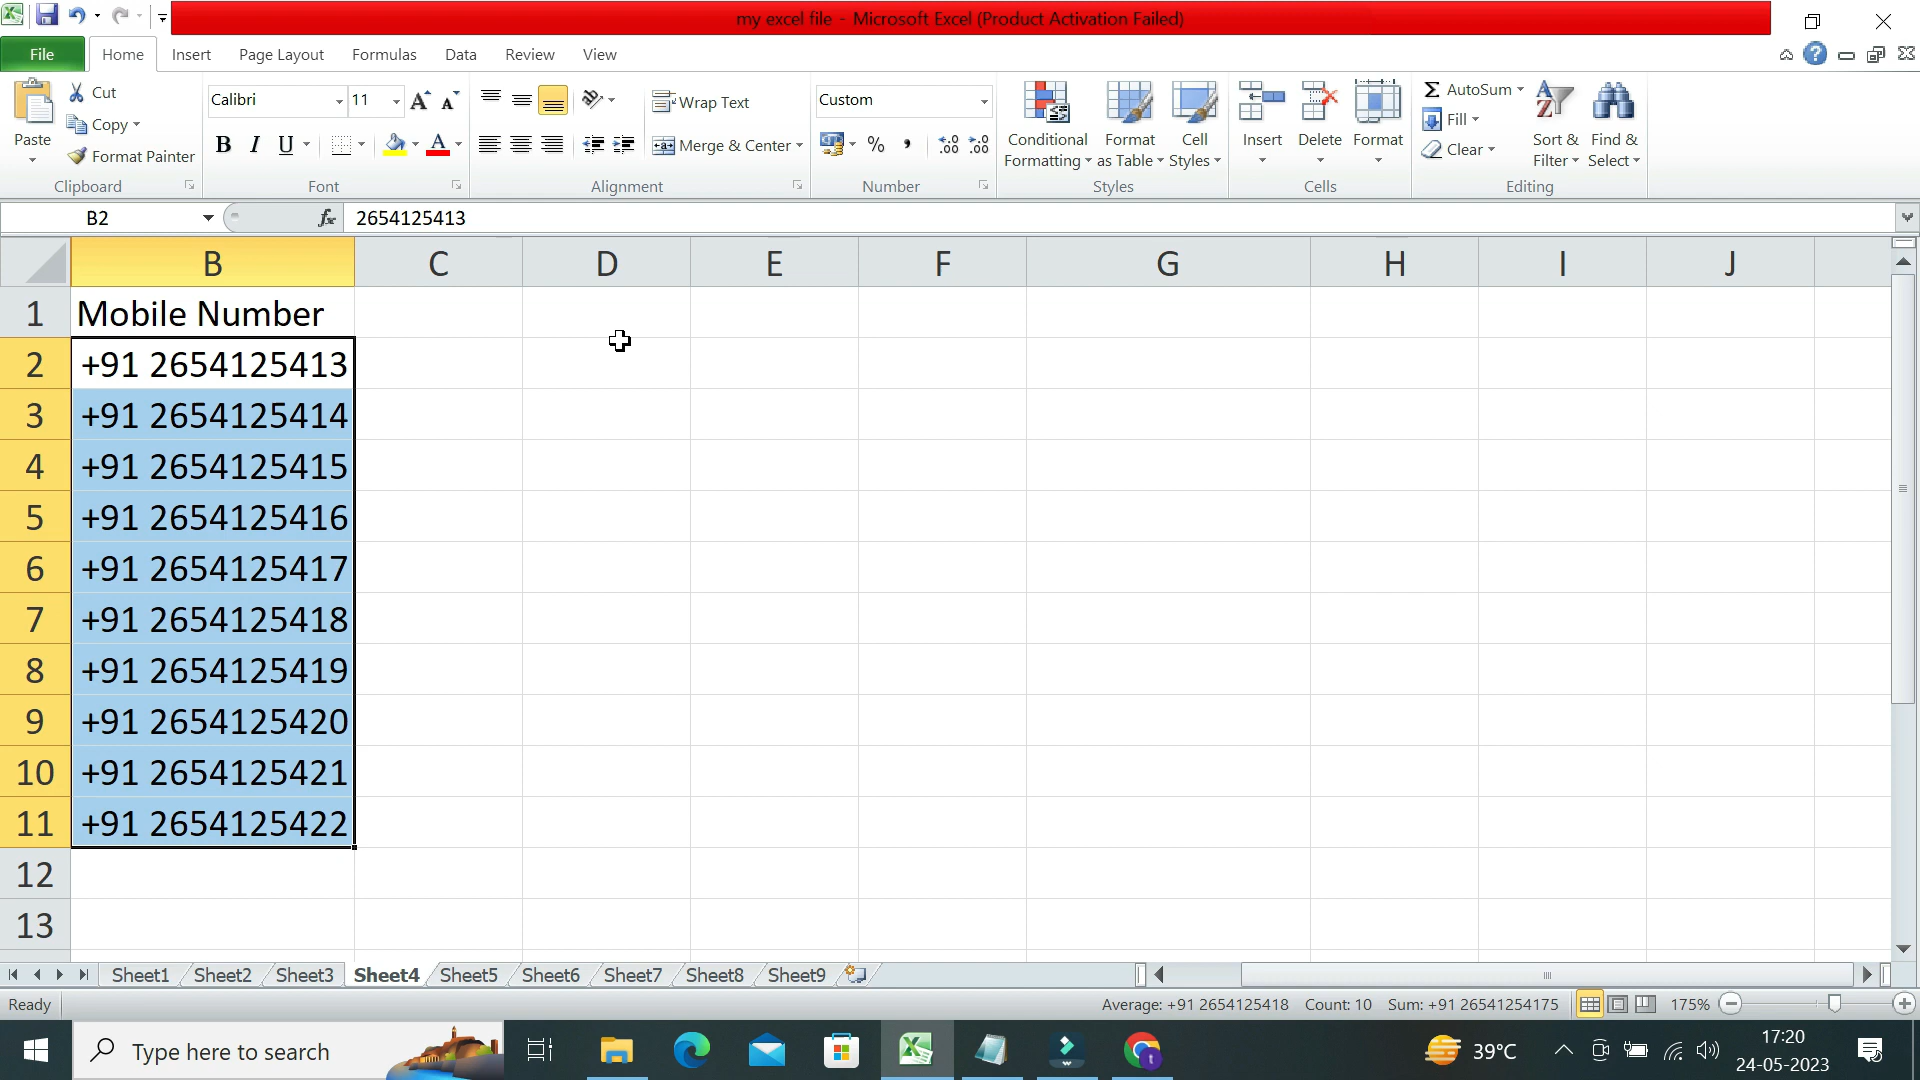 my excel file - Microsoft Excel (Product Activation Failed)
File Home Insert Page Layout Formulas Data Review View
Paste
Cut
Copy
Format Painter
Clipboard
Calibri 11
B I U A
Font
Wrap Text
Merge & Center
Alignment
Custom
% ,
Number
Conditional Formatting
Format as Table
Cell Styles
Styles
Insert
Delete
Format
Cells
Σ AutoSum
Fill
Clear
Sort & Filter
Find & Select
Editing
B2 fx 2654125413
B C D E F G H I J
1 Mobile Number
2 +91 2654125413
3 +91 2654125414
4 +91 2654125415
5 +91 2654125416
6 +91 2654125417
7 +91 2654125418
8 +91 2654125419
9 +91 2654125420
10 +91 2654125421
11 +91 2654125422
12
13
Sheet1 Sheet2 Sheet3 Sheet4 Sheet5 Sheet6 Sheet7 Sheet8 Sheet9
Ready Average: +91 2654125418 Count: 10 Sum: +91 26541254175 175%
Type here to search
39°C
17:20
24-05-2023